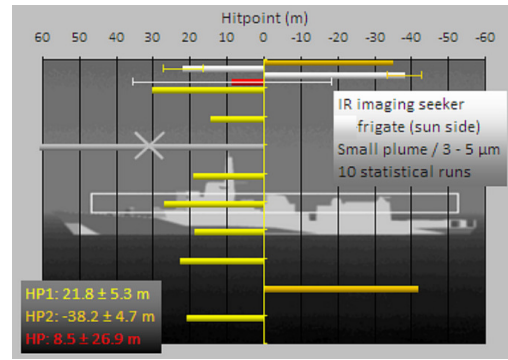 Hitpoint (m)
60 50 40 30 20 10 0 -10 -20 -30 -40 -50 -60
IR imaging seeker
frigate (sun side)
Small plume / 3 - 5 µm
10 statistical runs
HP1: 21.8 ± 5.3 m
HP2: -38.2 ± 4.7 m
HP: 8.5 ± 26.9 m